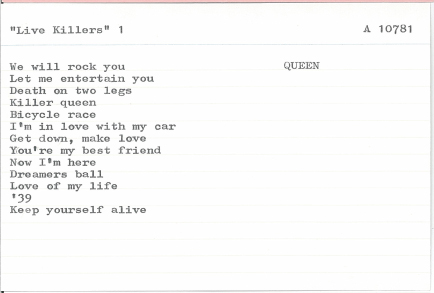 "Live Killers" 1 A 10781
We will rock you QUEEN
Let me entertain you
Death on two legs
Killer queen
Bicycle race
I'm in love with my car
Get down, make love
You're my best friend
Now I'm here
Dreamers ball
Love of my life
'39
Keep yourself alive